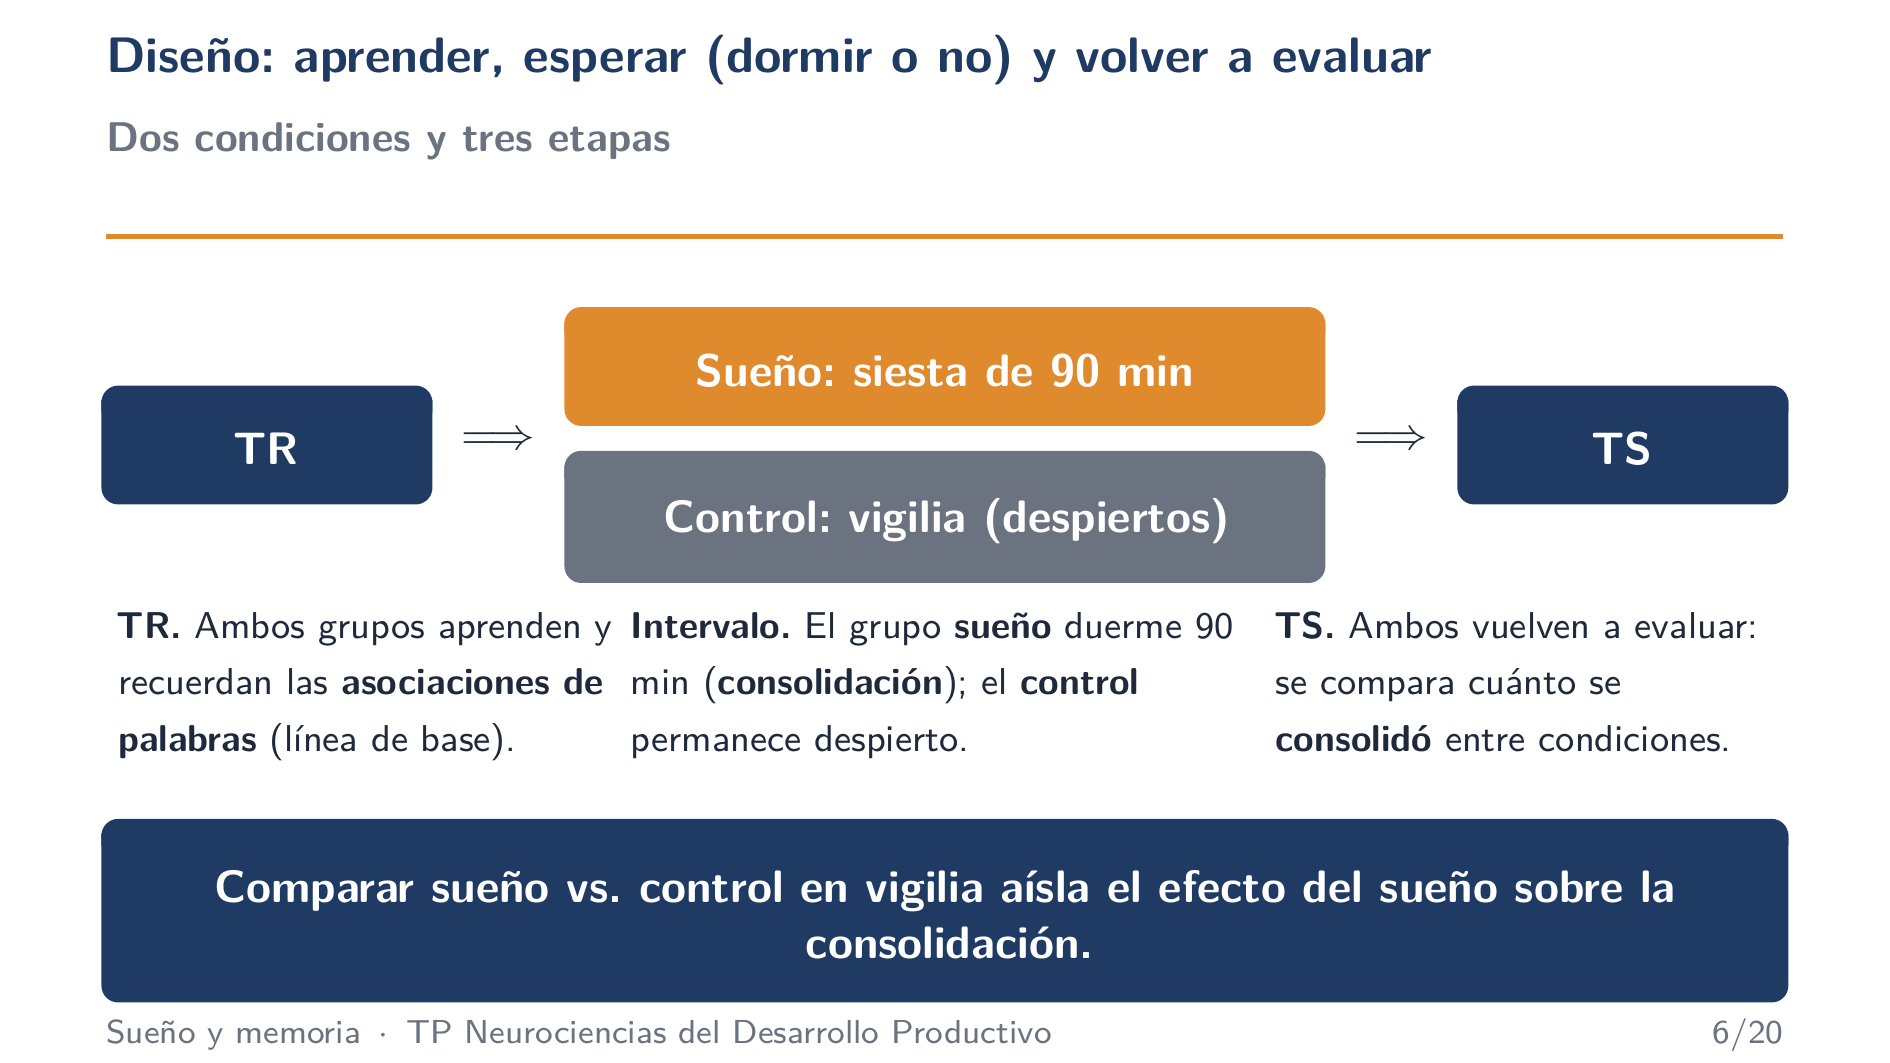 Diseño: aprender, esperar (dormir o no) y volver a evaluar
Dos condiciones y tres etapas
Sueño: siesta de 90 min
TR
⟹
⟹
TS
Control: vigilia (despiertos)
TR. Ambos grupos aprenden y
recuerdan las asociaciones de
palabras (línea de base).
Intervalo. El grupo sueño duerme 90
min (consolidación); el control
permanece despierto.
TS. Ambos vuelven a evaluar:
se compara cuánto se
consolidó entre condiciones.
Comparar sueño vs. control en vigilia aísla el efecto del sueño sobre la
consolidación.
Sueño y memoria · TP Neurociencias del Desarrollo Productivo
6/20